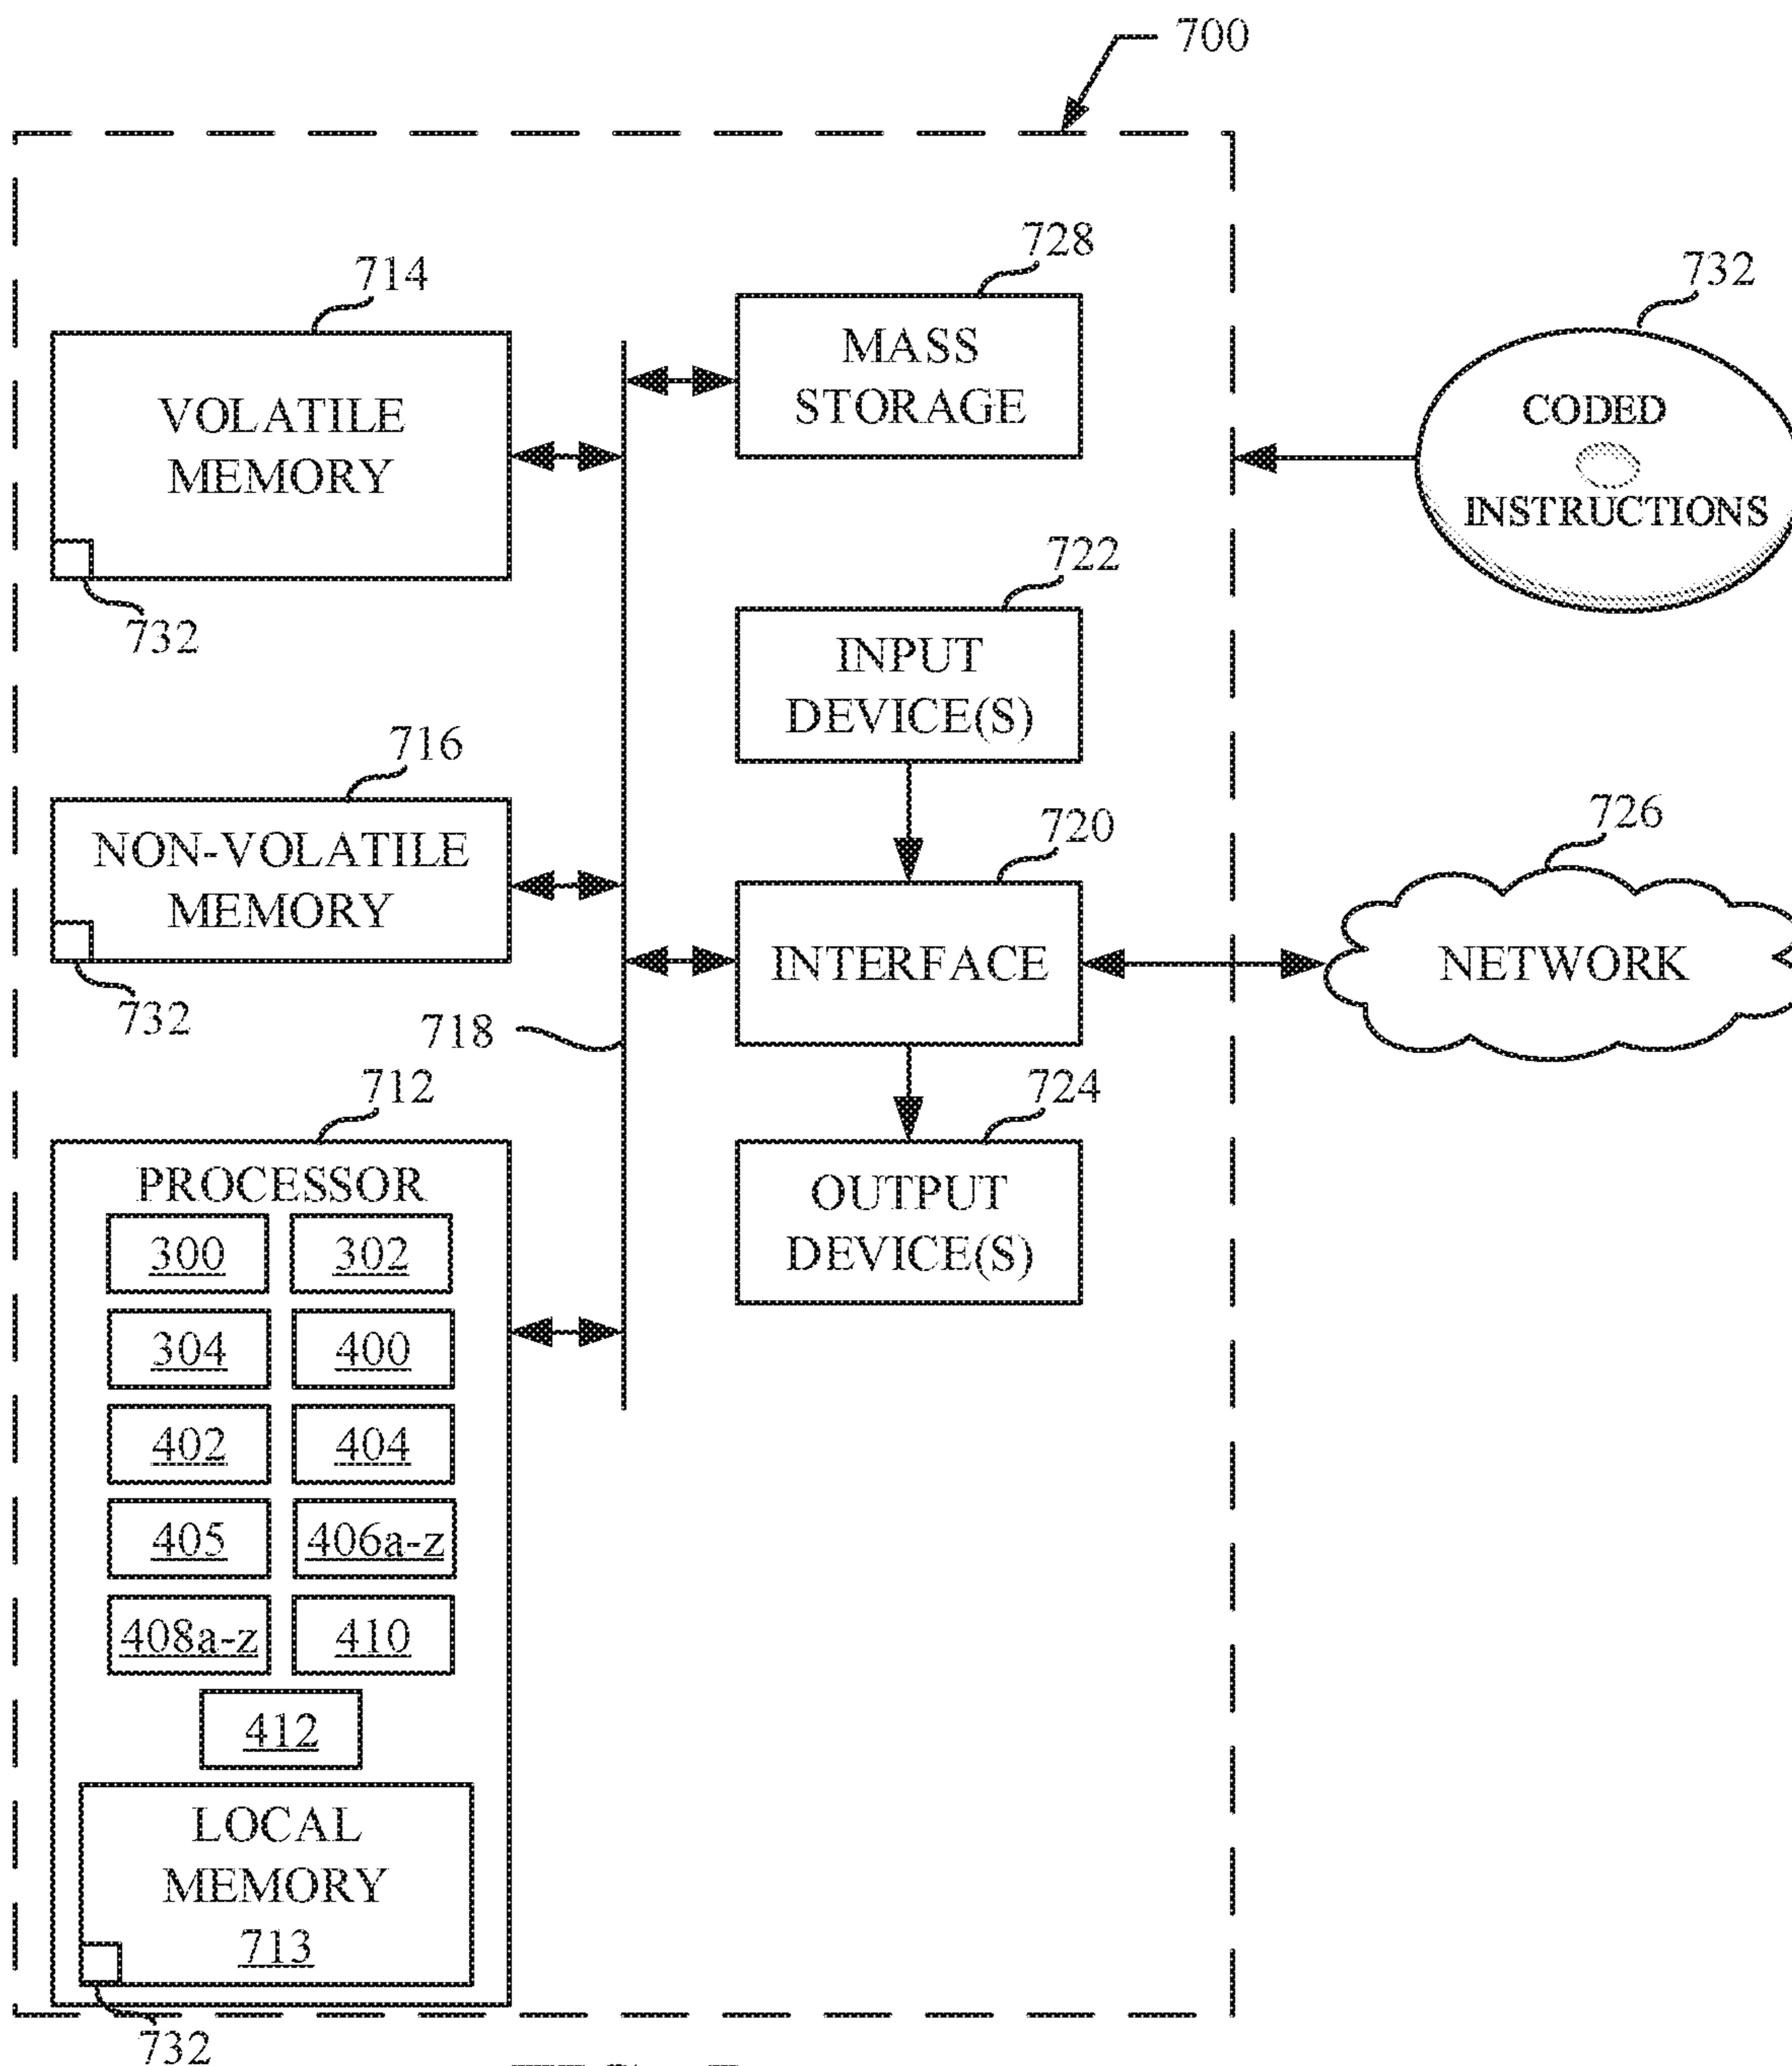 700
714
VOLATILE
MEMORY
732
728
MASS
STORAGE
732
CODED
INSTRUCTIONS
722
INPUT
DEVICE(S)
716
NON-VOLATILE
MEMORY
732
718
720
INTERFACE
726
NETWORK
712
PROCESSOR
300 302
304 400
402 404
405 406a-z
408a-z 410
412
LOCAL
MEMORY
713
732
724
OUTPUT
DEVICE(S)